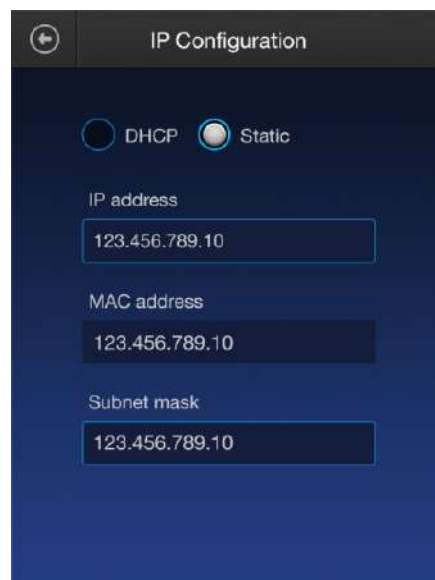 IP Configuration
DHCP Static
IP address
123.456.789.10
MAC address
123.456.789.10
Subnet mask
123.456.789.10